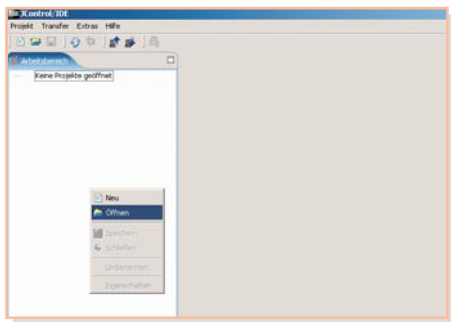 JControl/IDE
Projekt Transfer Extras Hilfe
Arbeitsbereich
Keine Projekte geöffnet
Neu
Öffnen
Speichern
Schließen
Umbenennen
Eigenschaften